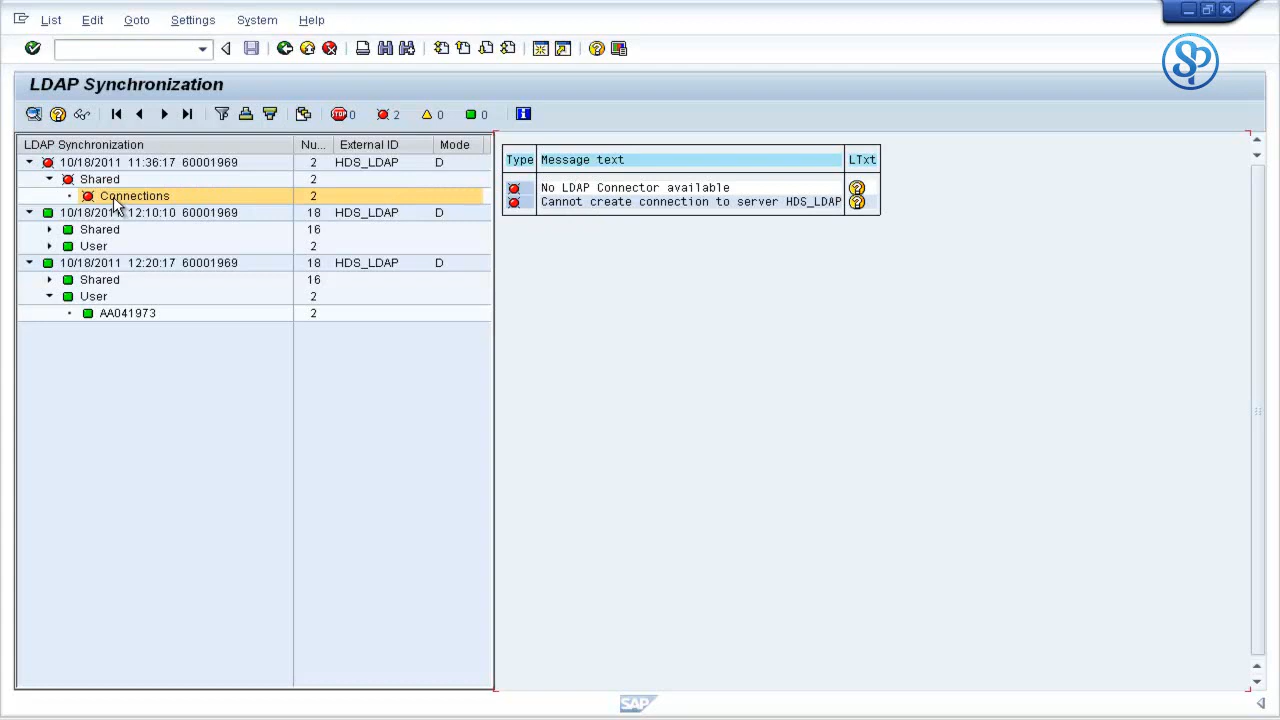 List Edit Goto Settings System Help
SP
LDAP Synchronization
STOP 0 2 0 0
LDAP Synchronization Nu... External ID Mode
10/18/2011 11:36:17 60001969 2 HDS_LDAP D
Shared 2
Connections 2
10/18/2011 12:10:10 60001969 18 HDS_LDAP D
Shared 16
User 2
10/18/2011 12:20:17 60001969 18 HDS_LDAP D
Shared 16
User 2
AA041973 2
Type Message text LTxt
No LDAP Connector available
Cannot create connection to server HDS_LDAP
SAP